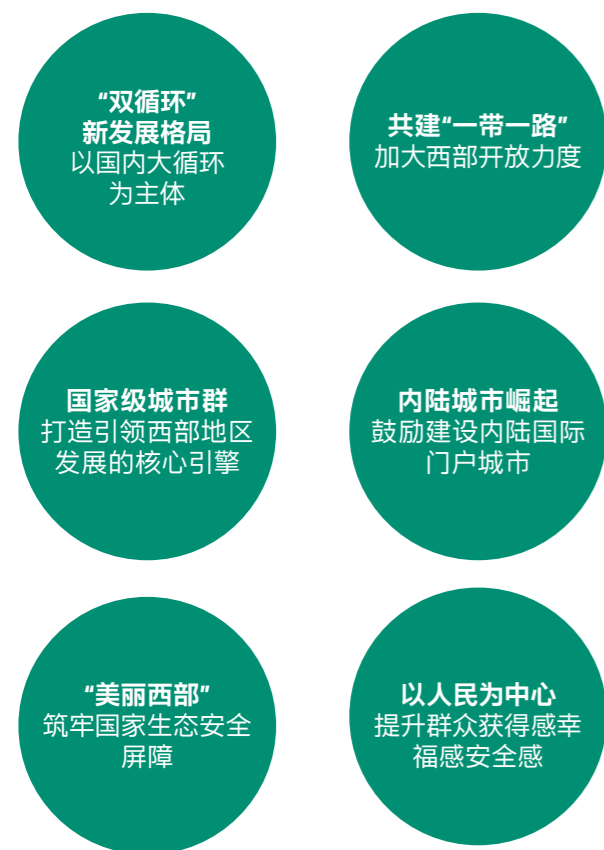 “双循环”
新发展格局
以国内大循环
为主体
共建“一带一路”
加大西部开放力度
国家级城市群
打造引领西部地区
发展的核心引擎
内陆城市崛起
鼓励建设内陆国际
门户城市
“美丽西部”
筑牢国家生态安全
屏障
以人民为中心
提升群众获得感幸
福感安全感